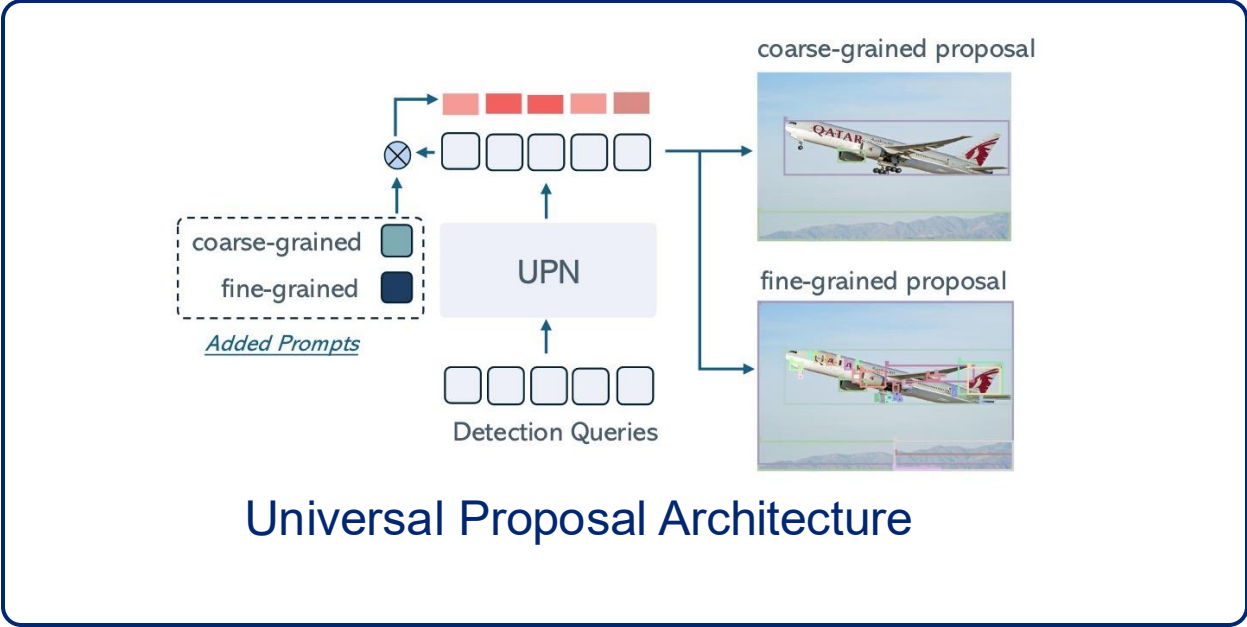 coarse-grained proposal
QATAR
coarse-grained
fine-grained
Added Prompts
UPN
fine-grained proposal
Detection Queries
Universal Proposal Architecture